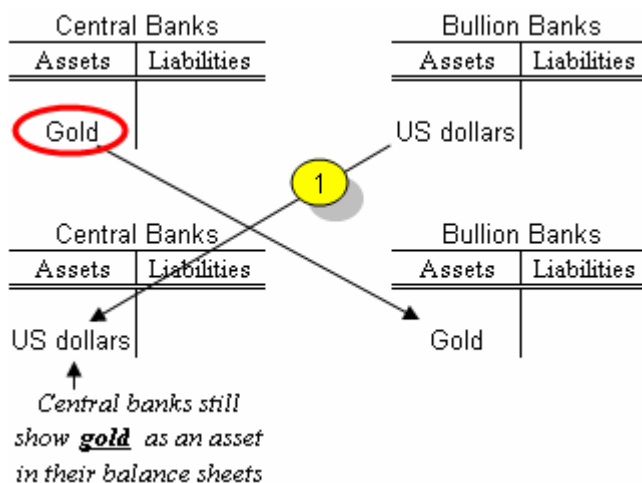 Central Banks Bullion Banks
Assets Liabilities Assets Liabilities
Gold US dollars
1
Central Banks Bullion Banks
Assets Liabilities Assets Liabilities
US dollars Gold
Central banks still
show gold as an asset
in their balance sheets